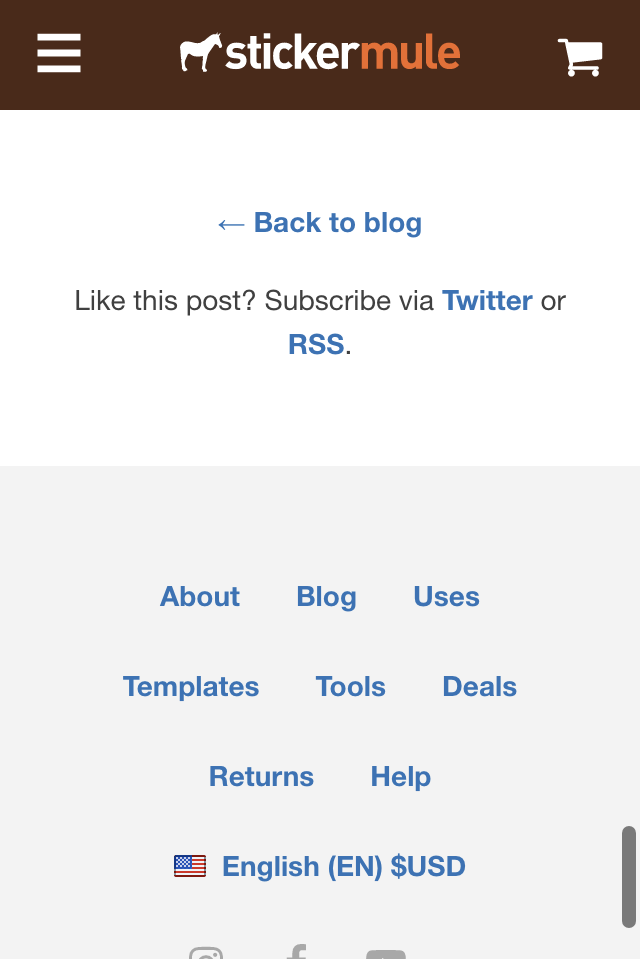 stickermule
← Back to blog
Like this post? Subscribe via Twitter or
RSS.
About Blog Uses
Templates Tools Deals
Returns Help
English (EN) $USD